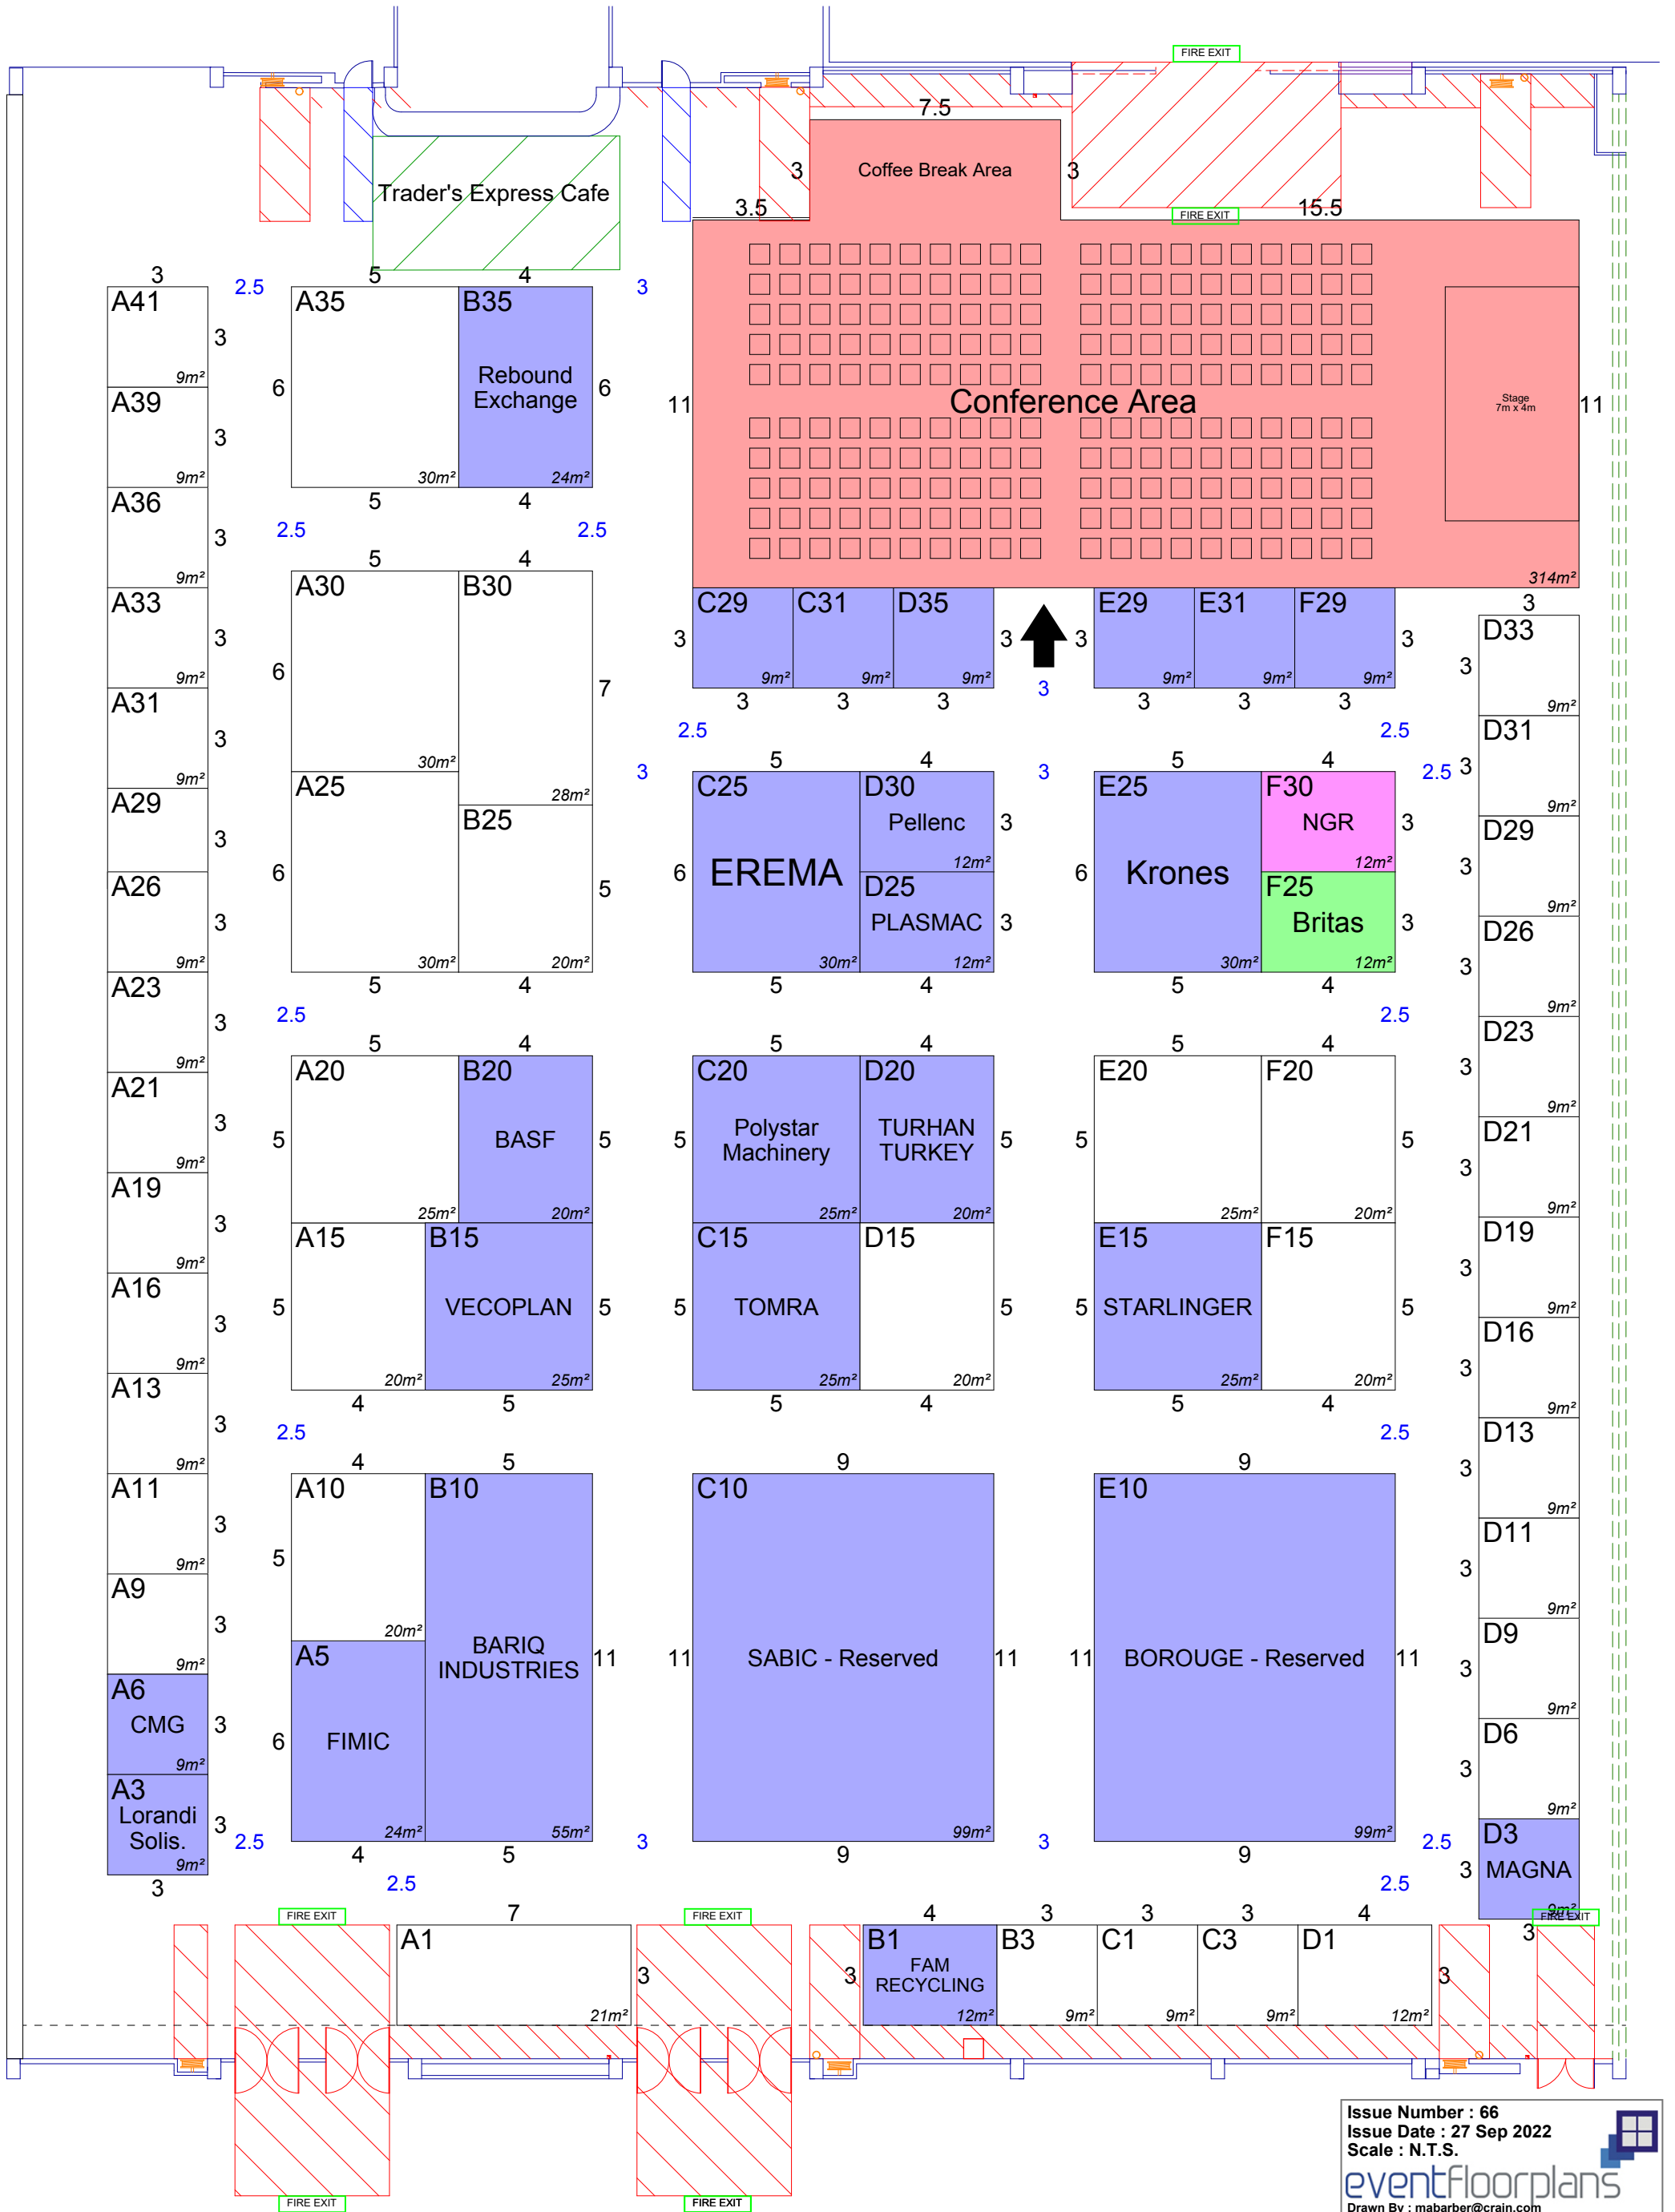 FIRE EXIT
7.5
3
Coffee Break Area
3
Trader's Express Cafe
3.5
FIRE EXIT
15.5
3
2.5
5
4
3
A41
3
9m²
A39
3
9m²
A36
3
9m²
A33
3
9m²
A31
3
9m²
A29
3
A26
3
9m²
A23
3
9m²
A21
3
9m²
A19
3
9m²
A16
3
9m²
A13
3
9m²
A11
3
9m²
A9
3
9m²
A6
CMG
3
9m²
A3
Lorandi
Solis.
3
9m²
3
2.5
A35
6
30m²
5
B35
Rebound
Exchange
6
24m²
4
2.5
2.5
5
4
A30
6
30m²
B30
7
28m²
A25
6
30m²
5
B25
5
20m²
4
2.5
5
4
A20
5
25m²
B20
BASF
5
20m²
A15
5
20m²
4
B15
VECOPLAN
5
25m²
5
2.5
4
5
A10
5
20m²
B10
BARIQ
INDUSTRIES
11
55m²
5
A5
6
FIMIC
24m²
4
2.5
3
11
Conference Area
Stage
7m x 4m
11
314m²
C29
3
9m²
3
C31
9m²
3
D35
3
9m²
3
3
E29
3
9m²
3
E31
9m²
3
F29
3
9m²
3
2.5
2.5
3
5
4
3
5
4
2.5
C25
6
EREMA
30m²
5
D30
Pellenc
3
12m²
D25
PLASMAC
3
12m²
4
E25
6
Krones
30m²
5
F30
NGR
3
12m²
F25
Britas
3
12m²
4
2.5
5
4
5
4
C20
5
Polystar
Machinery
25m²
D20
TURHAN
TURKEY
5
20m²
E20
5
25m²
F20
5
20m²
C15
5
TOMRA
25m²
5
D15
5
20m²
4
E15
5
STARLINGER
25m²
5
F15
5
20m²
4
2.5
9
9
C10
11
SABIC - Reserved
11
99m²
9
3
E10
11
BOROUGE - Reserved
11
99m²
9
2.5
2.5
3
D33
3
9m²
D31
3
9m²
D29
3
9m²
D26
3
9m²
D23
3
9m²
D21
3
9m²
D19
3
9m²
D16
3
9m²
D13
3
9m²
D11
3
9m²
D9
3
9m²
D6
3
9m²
D3
3
MAGNA
9m²
FIRE EXIT
3
FIRE EXIT
7
A1
3
21m²
FIRE EXIT
4
3
3
3
4
3
B1
FAM
RECYCLING
12m²
B3
9m²
C1
9m²
C3
9m²
D1
12m²
3
FIRE EXIT
FIRE EXIT
Issue Number : 66
Issue Date : 27 Sep 2022
Scale : N.T.S.
eventfloorplans
Drawn By : mabarber@crain.com